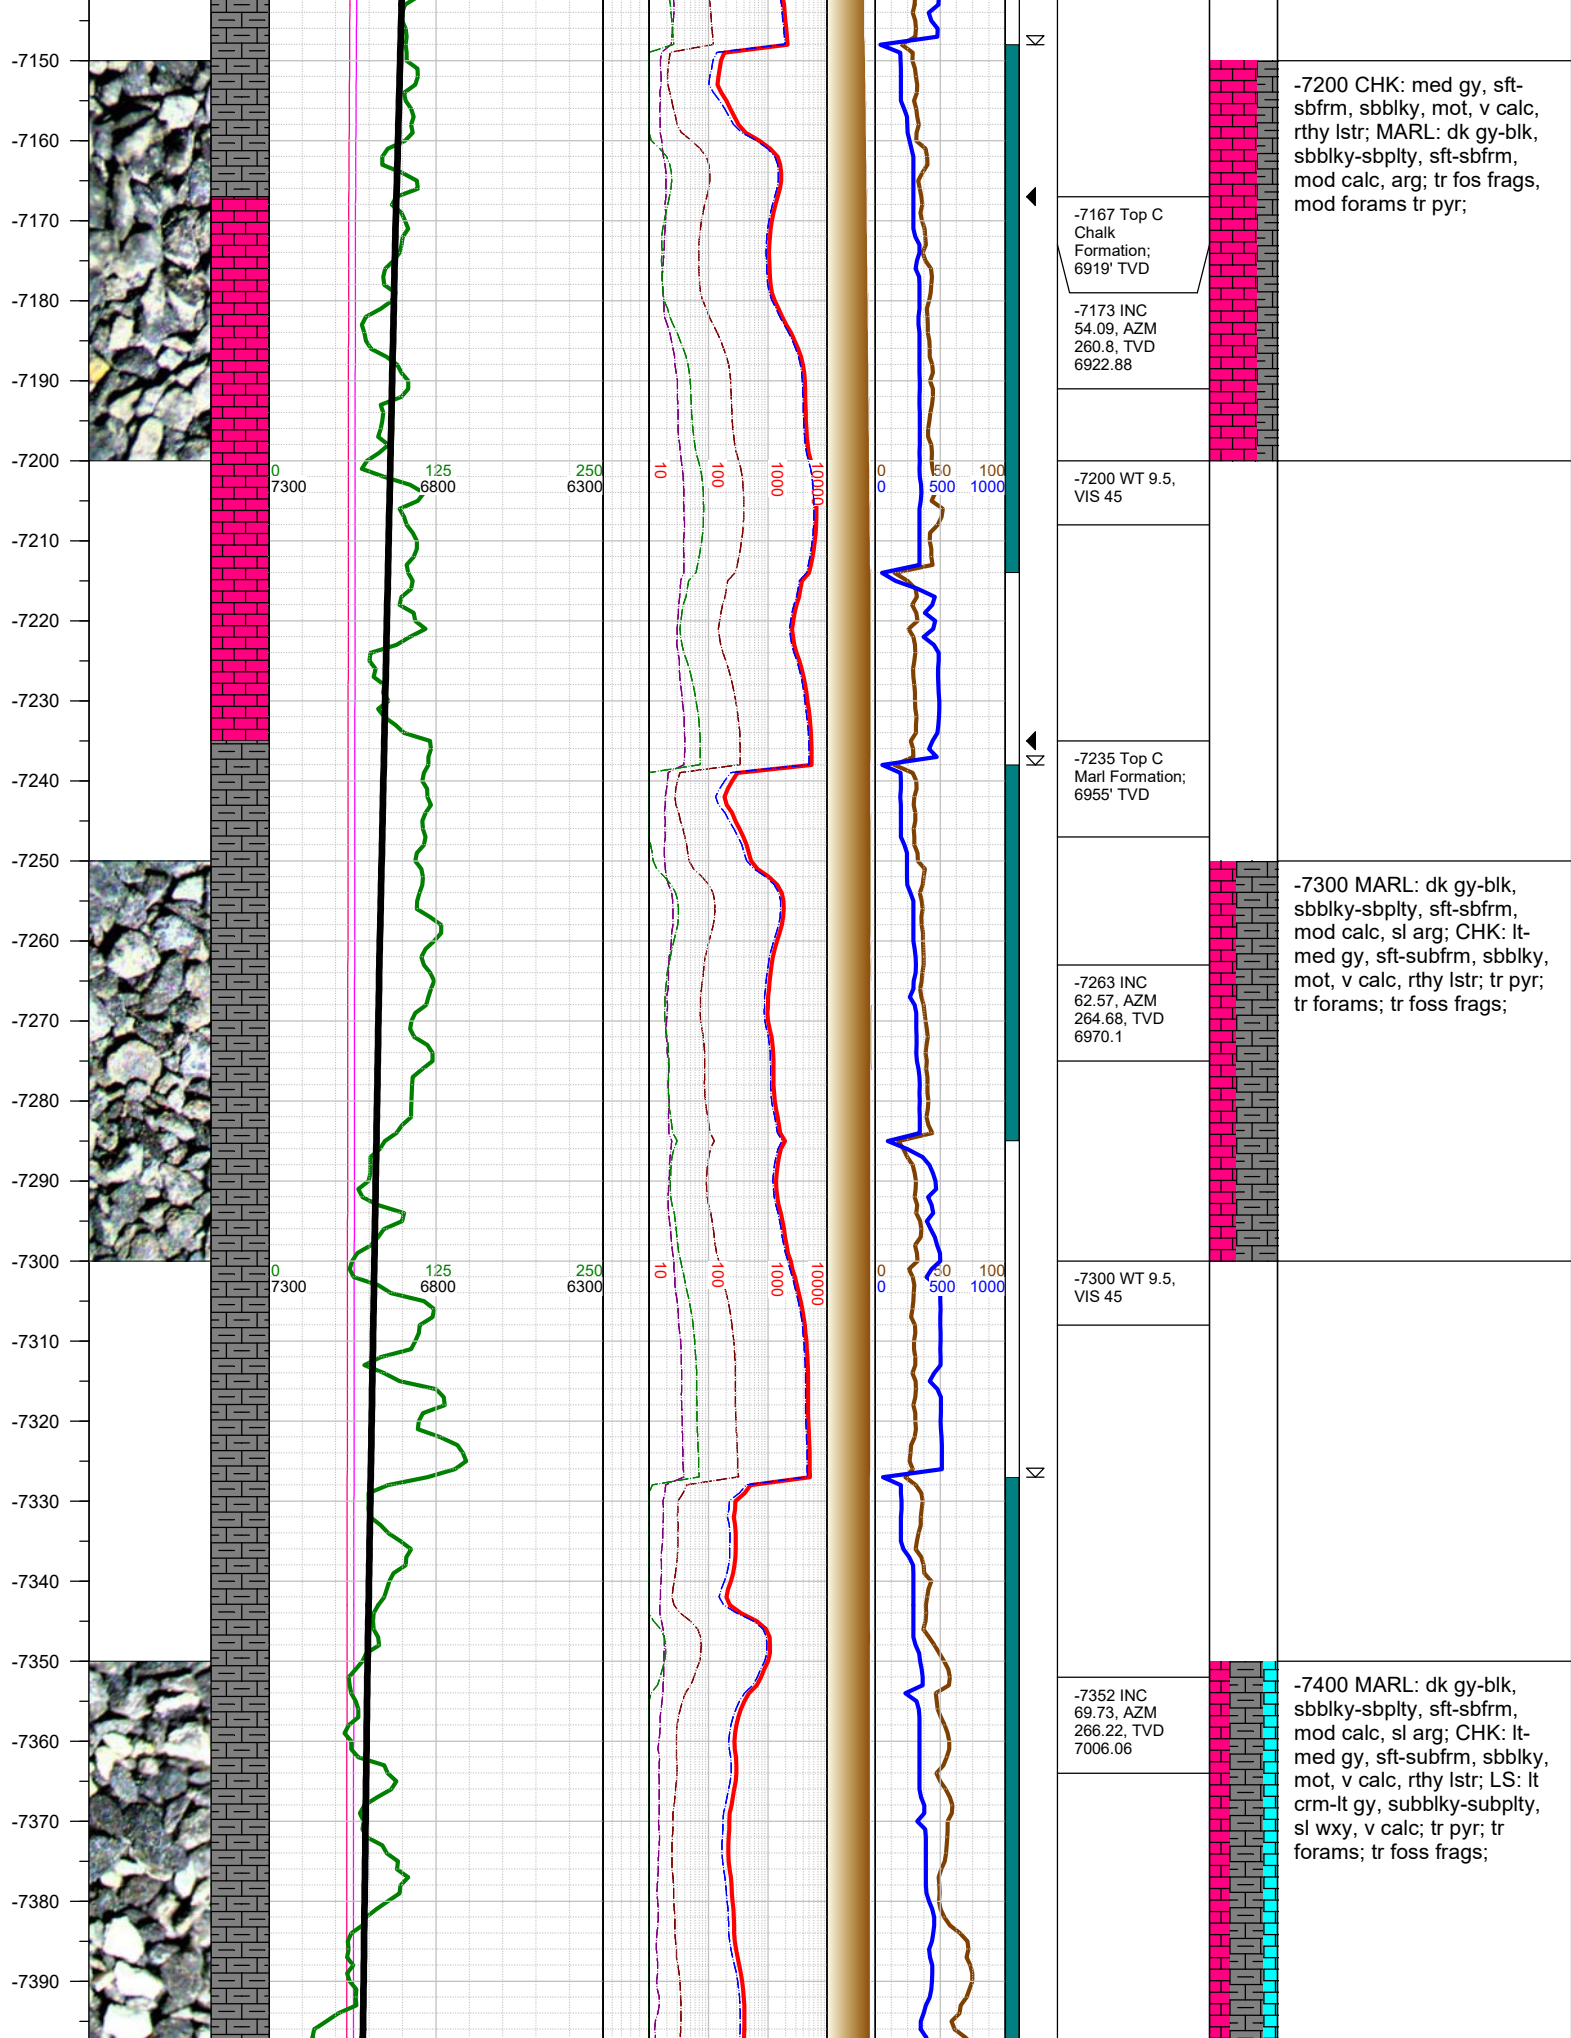 -7150
-7160
-7170
-7180
-7190
-7200
-7210
-7220
-7230
-7240
-7250
-7260
-7270
-7280
-7290
-7300
-7310
-7320
-7330
-7340
-7350
-7360
-7370
-7380
-7390
0 125 250
7300 6800 6300
10 100 1000 10000
0 50 100
0 500 1000
0 125 250
7300 6800 6300
10 100 1000 10000
0 50 100
0 500 1000
-7167 Top C
Chalk
Formation;
6919' TVD
-7173 INC
54.09, AZM
260.8, TVD
6922.88
-7200 WT 9.5,
VIS 45
-7235 Top C
Marl Formation;
6955' TVD
-7263 INC
62.57, AZM
264.68, TVD
6970.1
-7300 WT 9.5,
VIS 45
-7352 INC
69.73, AZM
266.22, TVD
7006.06
-7200 CHK: med gy, sft-
sbfrm, sbblky, mot, v calc,
rthy lstr; MARL: dk gy-blk,
sbblky-sbplty, sft-sbfrm,
mod calc, arg; tr fos frags,
mod forams tr pyr;
-7300 MARL: dk gy-blk,
sbblky-sbplty, sft-sbfrm,
mod calc, sl arg; CHK: lt-
med gy, sft-subfrm, sbblky,
mot, v calc, rthy lstr; tr pyr;
tr forams; tr foss frags;
-7400 MARL: dk gy-blk,
sbblky-sbplty, sft-sbfrm,
mod calc, sl arg; CHK: lt-
med gy, sft-subfrm, sbblky,
mot, v calc, rthy lstr; LS: lt
crm-lt gy, subblky-subplty,
sl wxy, v calc; tr pyr; tr
forams; tr foss frags;